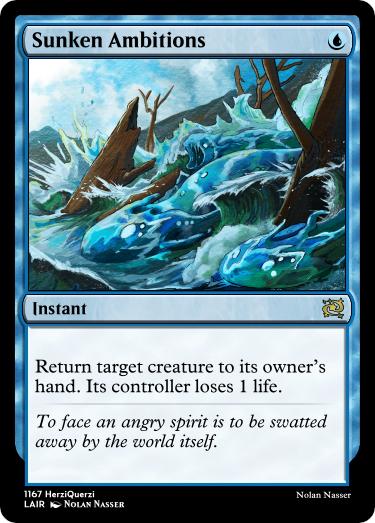 Sunken Ambitions
Instant
Return target creature to its owner's
hand. Its controller loses 1 life.
To face an angry spirit is to be swatted
away by the world itself.
1167 HerziQuerzi
LAIR Nolan Nasser
Nolan Nasser